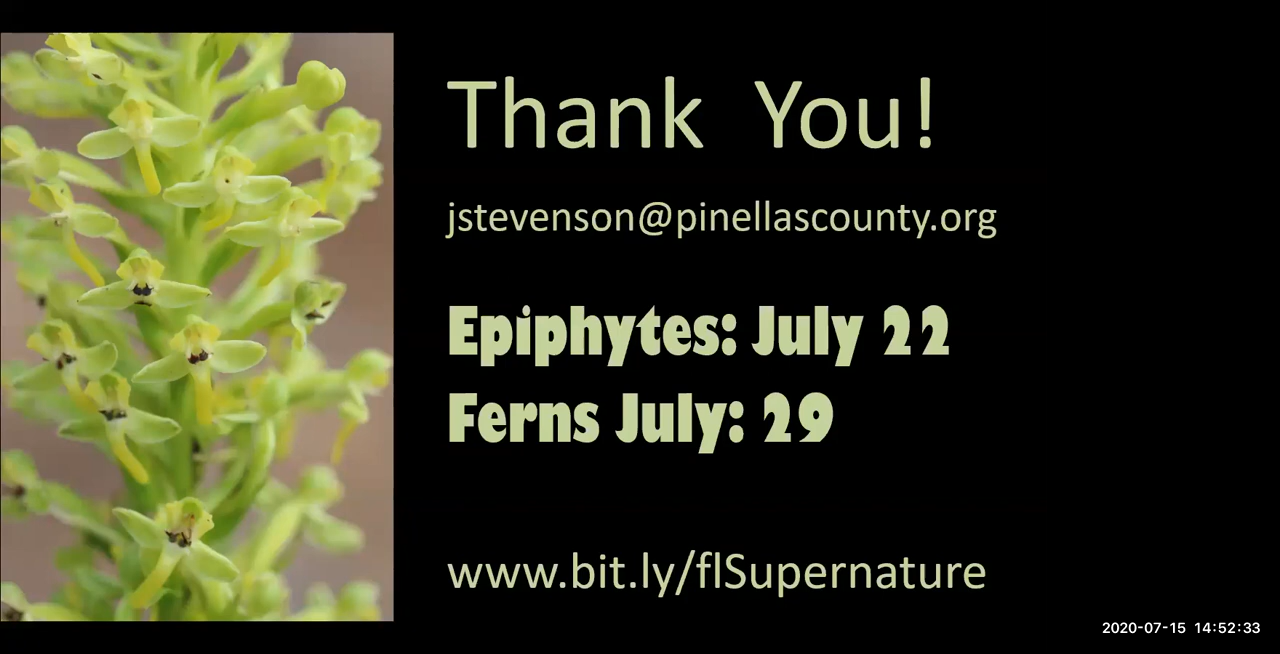 Thank You!
jstevenson@pinellascounty.org
Epiphytes: July 22
Ferns July: 29
www.bit.ly/flSupernature
2020-07-15 14:52:33